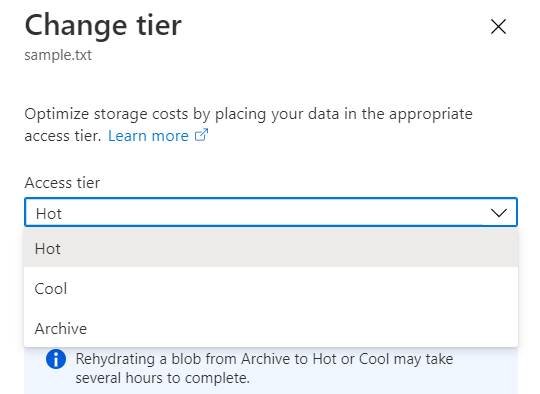 Change tier
sample.txt
Optimize storage costs by placing your data in the appropriate
access tier. Learn more
Access tier
Hot
Hot
Cool
Archive
Rehydrating a blob from Archive to Hot or Cool may take
several hours to complete.